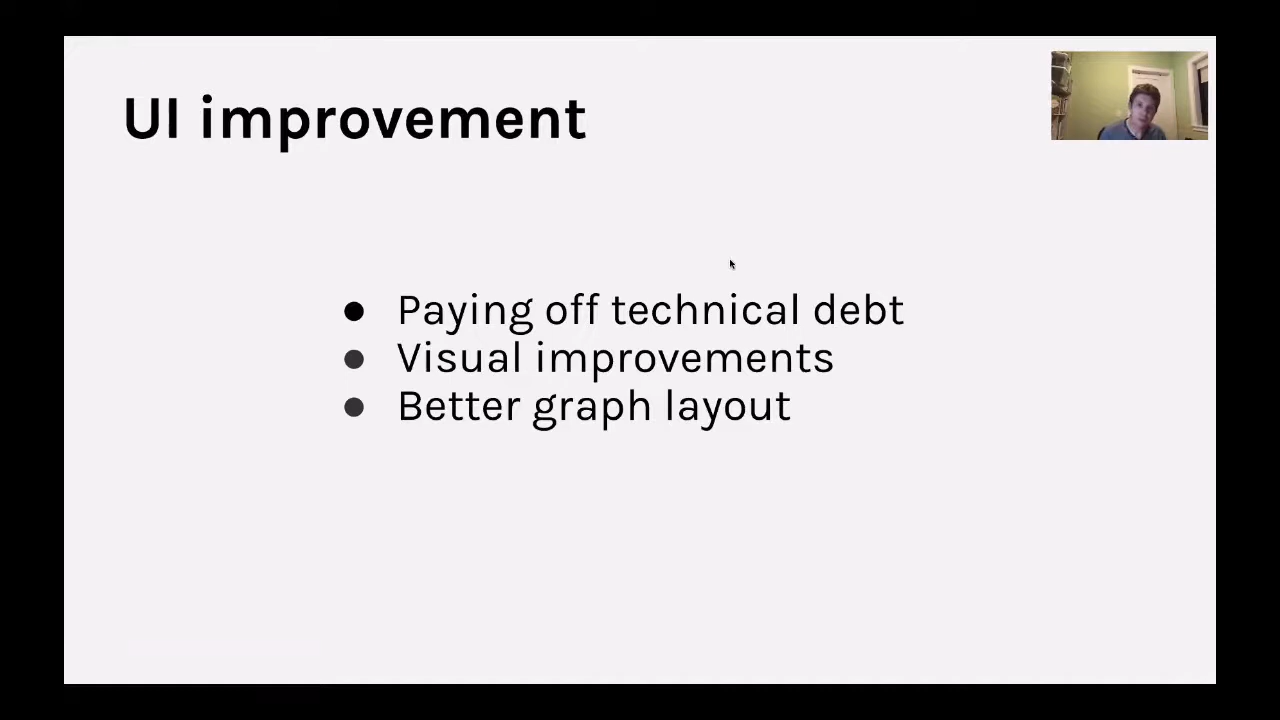 UI improvement
● Paying off technical debt
● Visual improvements
● Better graph layout